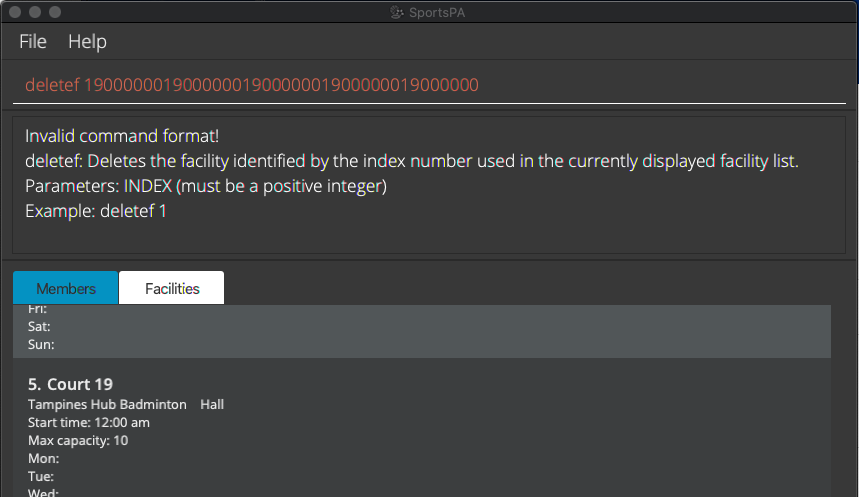 SportsPA
File Help
deletef 1900000019000000190000001900000019000000
Invalid command format!
deletef: Deletes the facility identified by the index number used in the currently displayed facility list.
Parameters: INDEX (must be a positive integer)
Example: deletef 1
Members Facilities
Fri:
Sat:
Sun:
5. Court 19
Tampines Hub Badminton Hall
Start time: 12:00 am
Max capacity: 10
Mon:
Tue:
Wed: